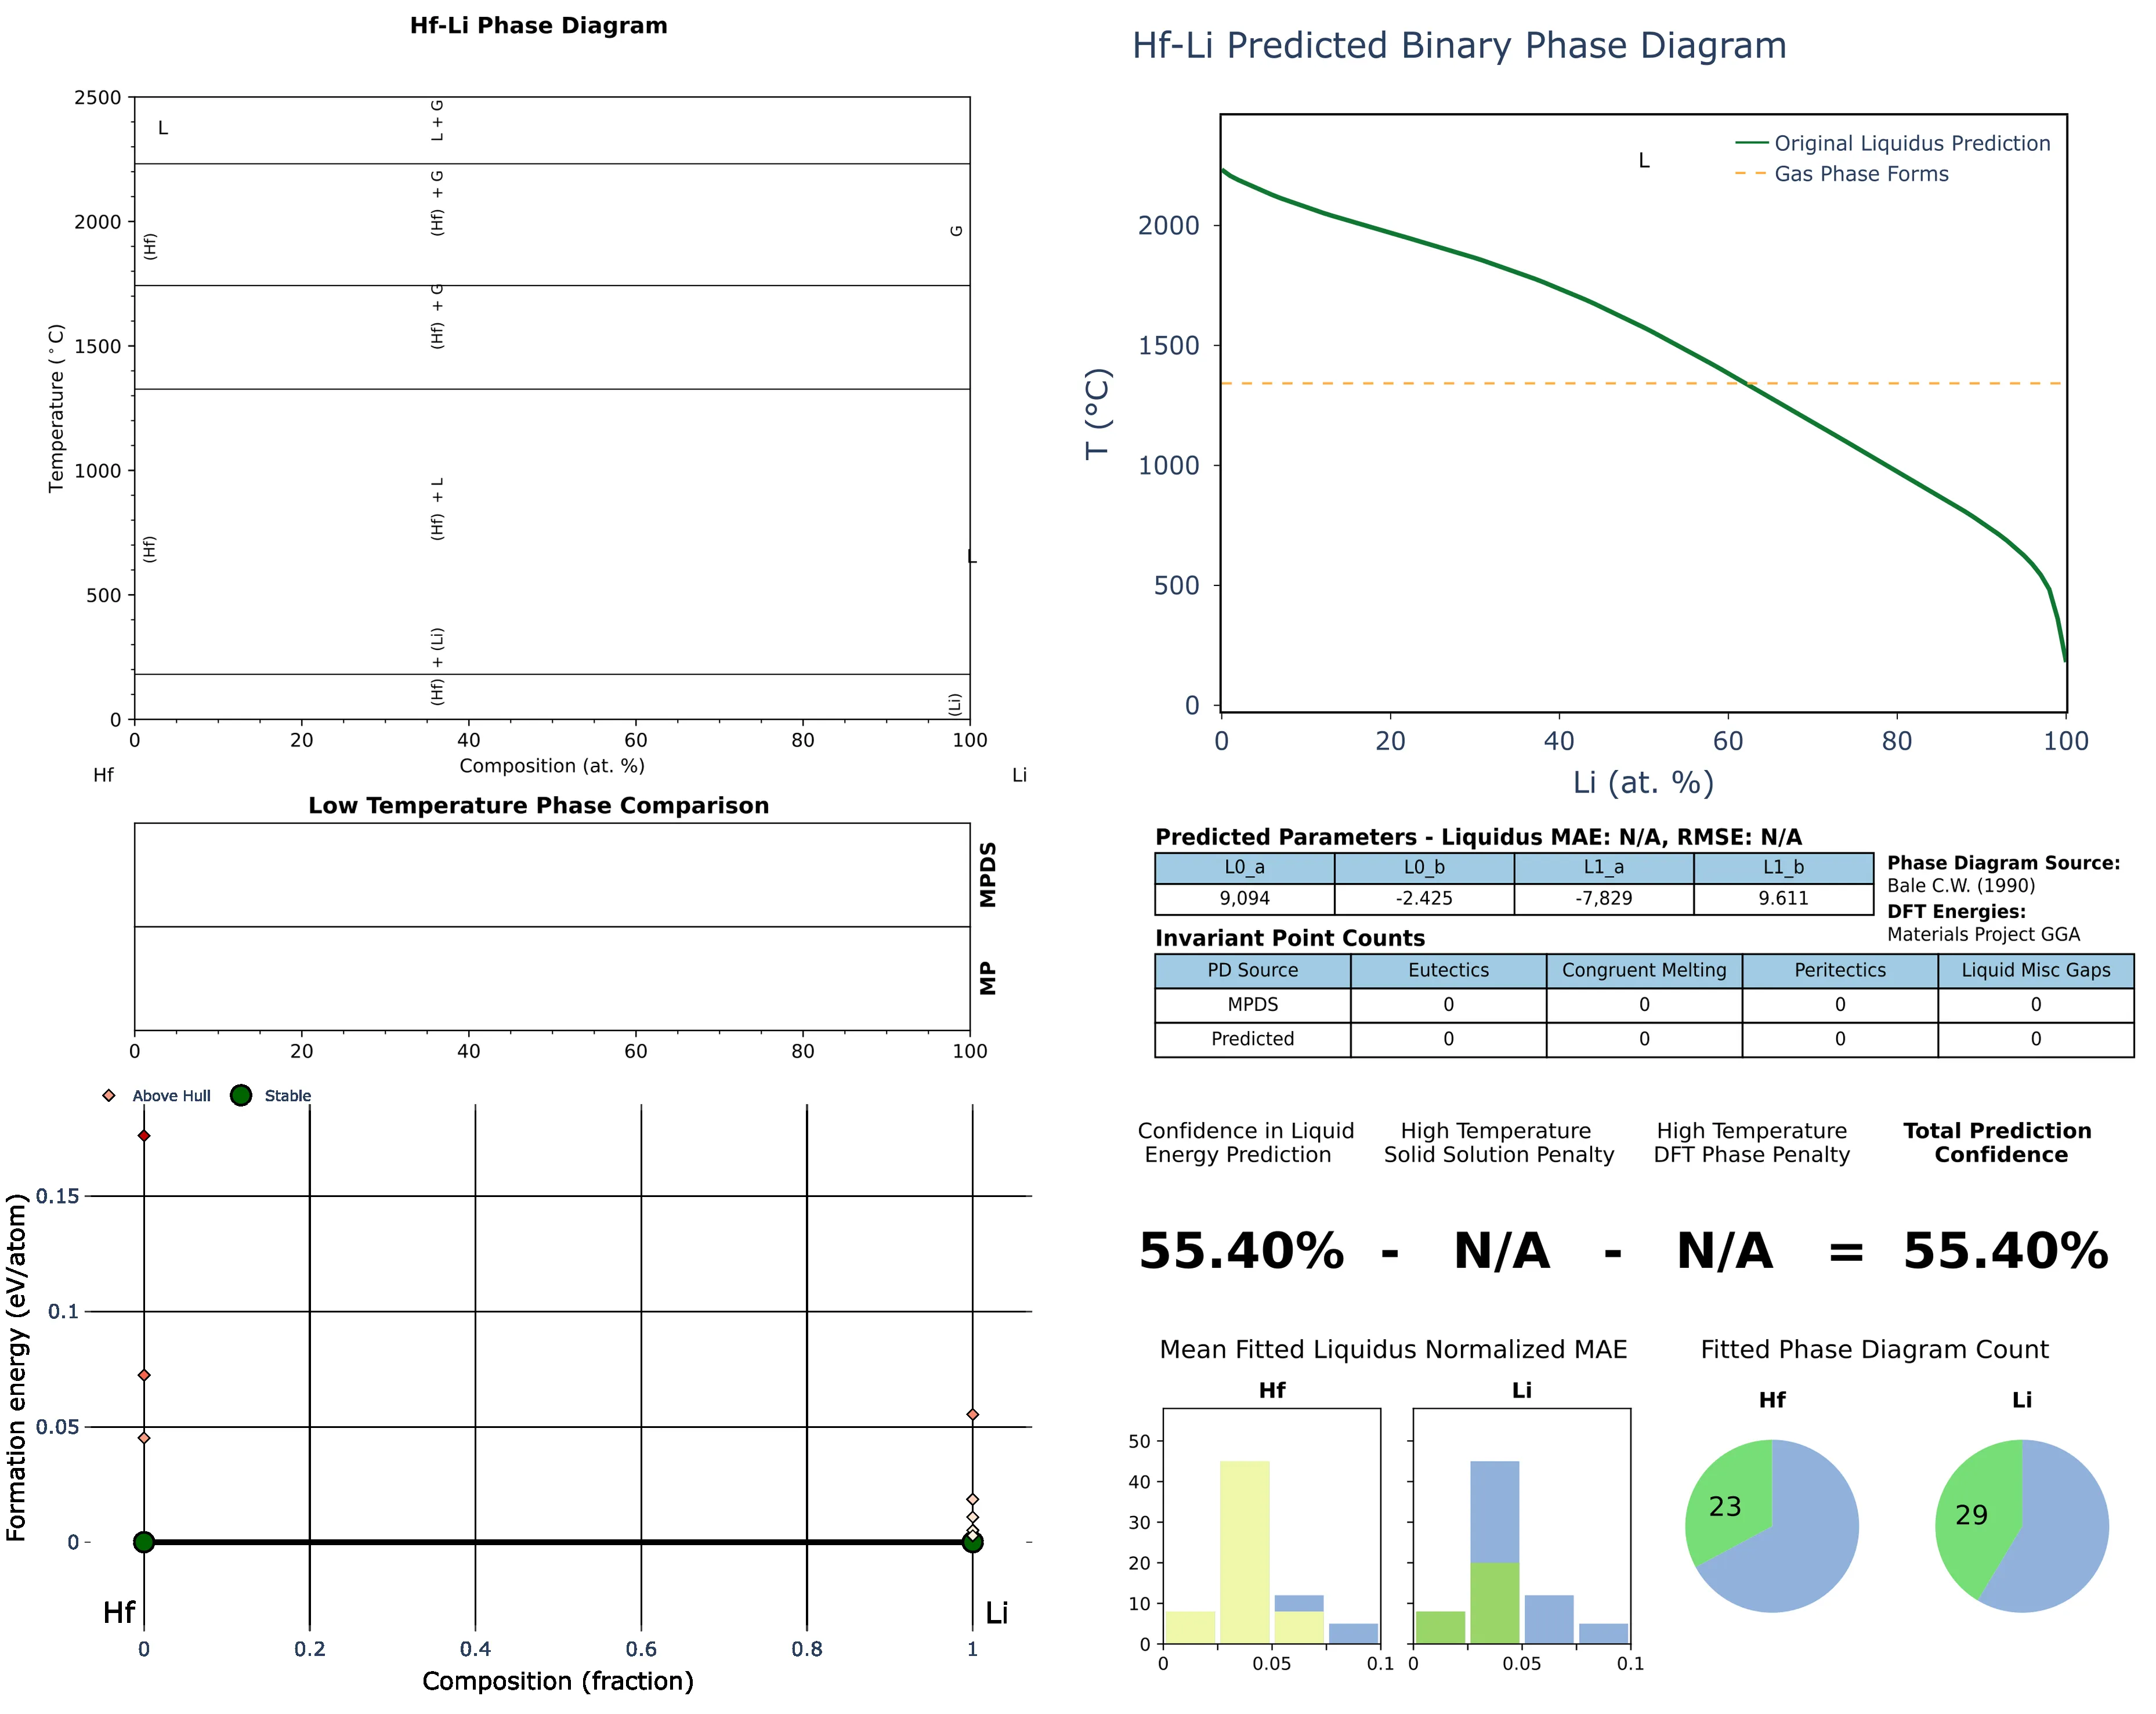 Hf-Li Phase Diagram
2500
2000
1500
1000
500
0
Temperature (°C)
L
L + G
(Hf) + G
(Hf)
G
(Hf) + G
(Hf) + L
(Hf)
L
(Hf) + (Li)
(Li)
0 20 40 60 80 100
Composition (at. %)
Hf Li
Low Temperature Phase Comparison
MPDS
MP
0 20 40 60 80 100
Above Hull Stable
0.15
0.1
0.05
0
Formation energy (eV/atom)
Hf Li
0 0.2 0.4 0.6 0.8 1
Composition (fraction)
Hf-Li Predicted Binary Phase Diagram
L
Original Liquidus Prediction
Gas Phase Forms
2000
1500
1000
500
0
T (°C)
0 20 40 60 80 100
Li (at. %)
Predicted Parameters - Liquidus MAE: N/A, RMSE: N/A
L0_a L0_b L1_a L1_b
9,094 -2.425 -7,829 9.611
Phase Diagram Source:
Bale C.W. (1990)
DFT Energies:
Materials Project GGA
Invariant Point Counts
PD Source Eutectics Congruent Melting Peritectics Liquid Misc Gaps
MPDS 0 0 0 0
Predicted 0 0 0 0
Confidence in Liquid
Energy Prediction
High Temperature
Solid Solution Penalty
High Temperature
DFT Phase Penalty
Total Prediction
Confidence
55.40% - N/A - N/A = 55.40%
Mean Fitted Liquidus Normalized MAE
Hf Li
50
40
30
20
10
0
0 0.05 0.1 0 0.05 0.1
Fitted Phase Diagram Count
Hf Li
23 29